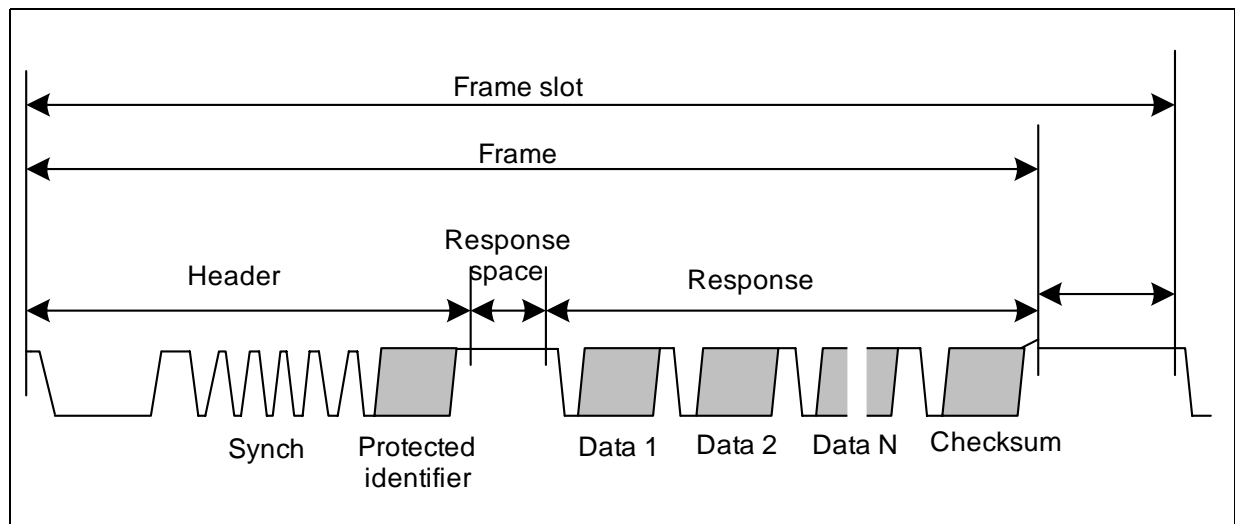 Frame slot
Frame
Header
Response
space
Response
Synch
Protected
identifier
Data 1
Data 2
Data N
Checksum